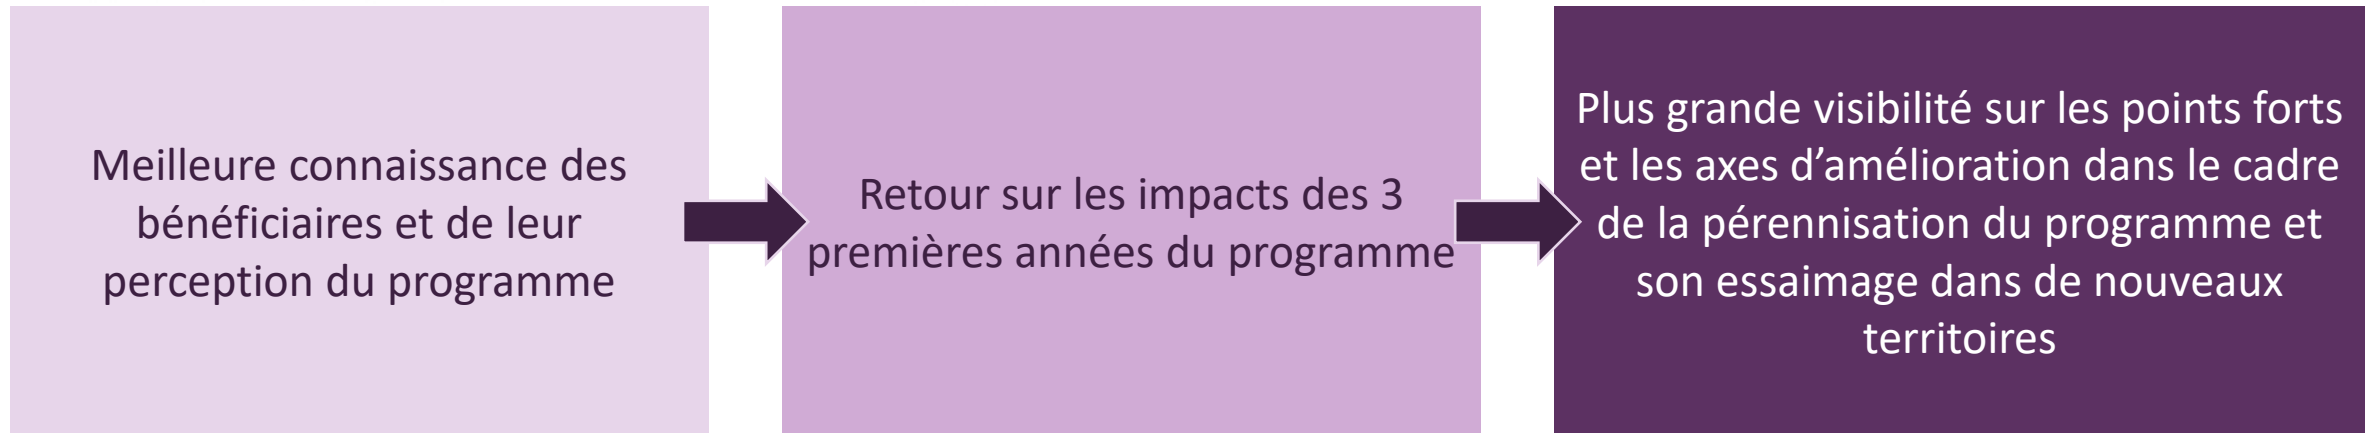 Meilleure connaissance des
bénéficiaires et de leur
perception du programme
Retour sur les impacts des 3
premières années du programme
Plus grande visibilité sur les points forts
et les axes d’amélioration dans le cadre
de la pérennisation du programme et
son essaimage dans de nouveaux
territoires